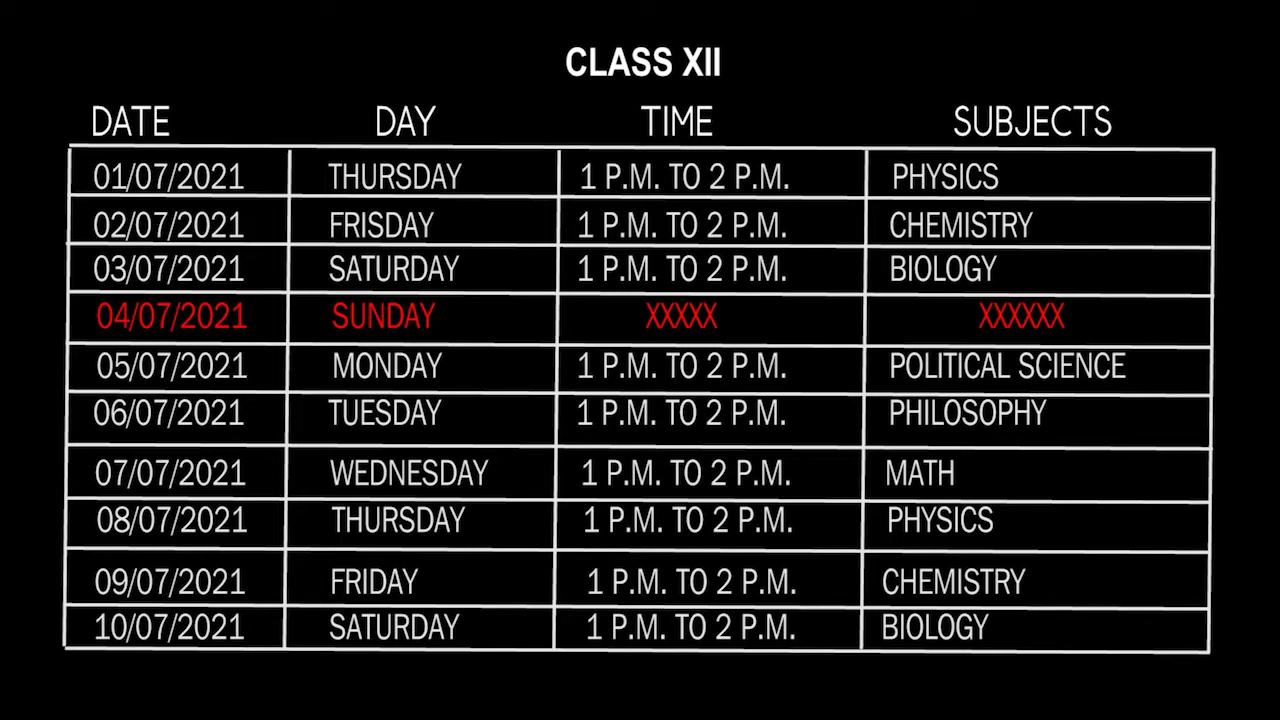 CLASS XII
DATE DAY TIME SUBJECTS
01/07/2021 THURSDAY 1 P.M. TO 2 P.M. PHYSICS
02/07/2021 FRISDAY 1 P.M. TO 2 P.M. CHEMISTRY
03/07/2021 SATURDAY 1 P.M. TO 2 P.M. BIOLOGY
04/07/2021 SUNDAY XXXXX XXXXXX
05/07/2021 MONDAY 1 P.M. TO 2 P.M. POLITICAL SCIENCE
06/07/2021 TUESDAY 1 P.M. TO 2 P.M. PHILOSOPHY
07/07/2021 WEDNESDAY 1 P.M. TO 2 P.M. MATH
08/07/2021 THURSDAY 1 P.M. TO 2 P.M. PHYSICS
09/07/2021 FRIDAY 1 P.M. TO 2 P.M. CHEMISTRY
10/07/2021 SATURDAY 1 P.M. TO 2 P.M. BIOLOGY